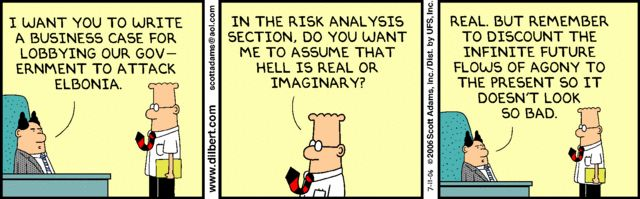 I WANT YOU TO WRITE
A BUSINESS CASE FOR
LOBBYING OUR GOV–
ERNMENT TO ATTACK
ELBONIA.
www.dilbert.com
scottadams@aol.com
IN THE RISK ANALYSIS
SECTION, DO YOU WANT
ME TO ASSUME THAT
HELL IS REAL OR
IMAGINARY?
7-11-06 ©2006 Scott Adams, Inc./Dist. by UFS, Inc.
REAL. BUT REMEMBER
TO DISCOUNT THE
INFINITE FUTURE
FLOWS OF AGONY TO
THE PRESENT SO IT
DOESN'T LOOK
SO BAD.